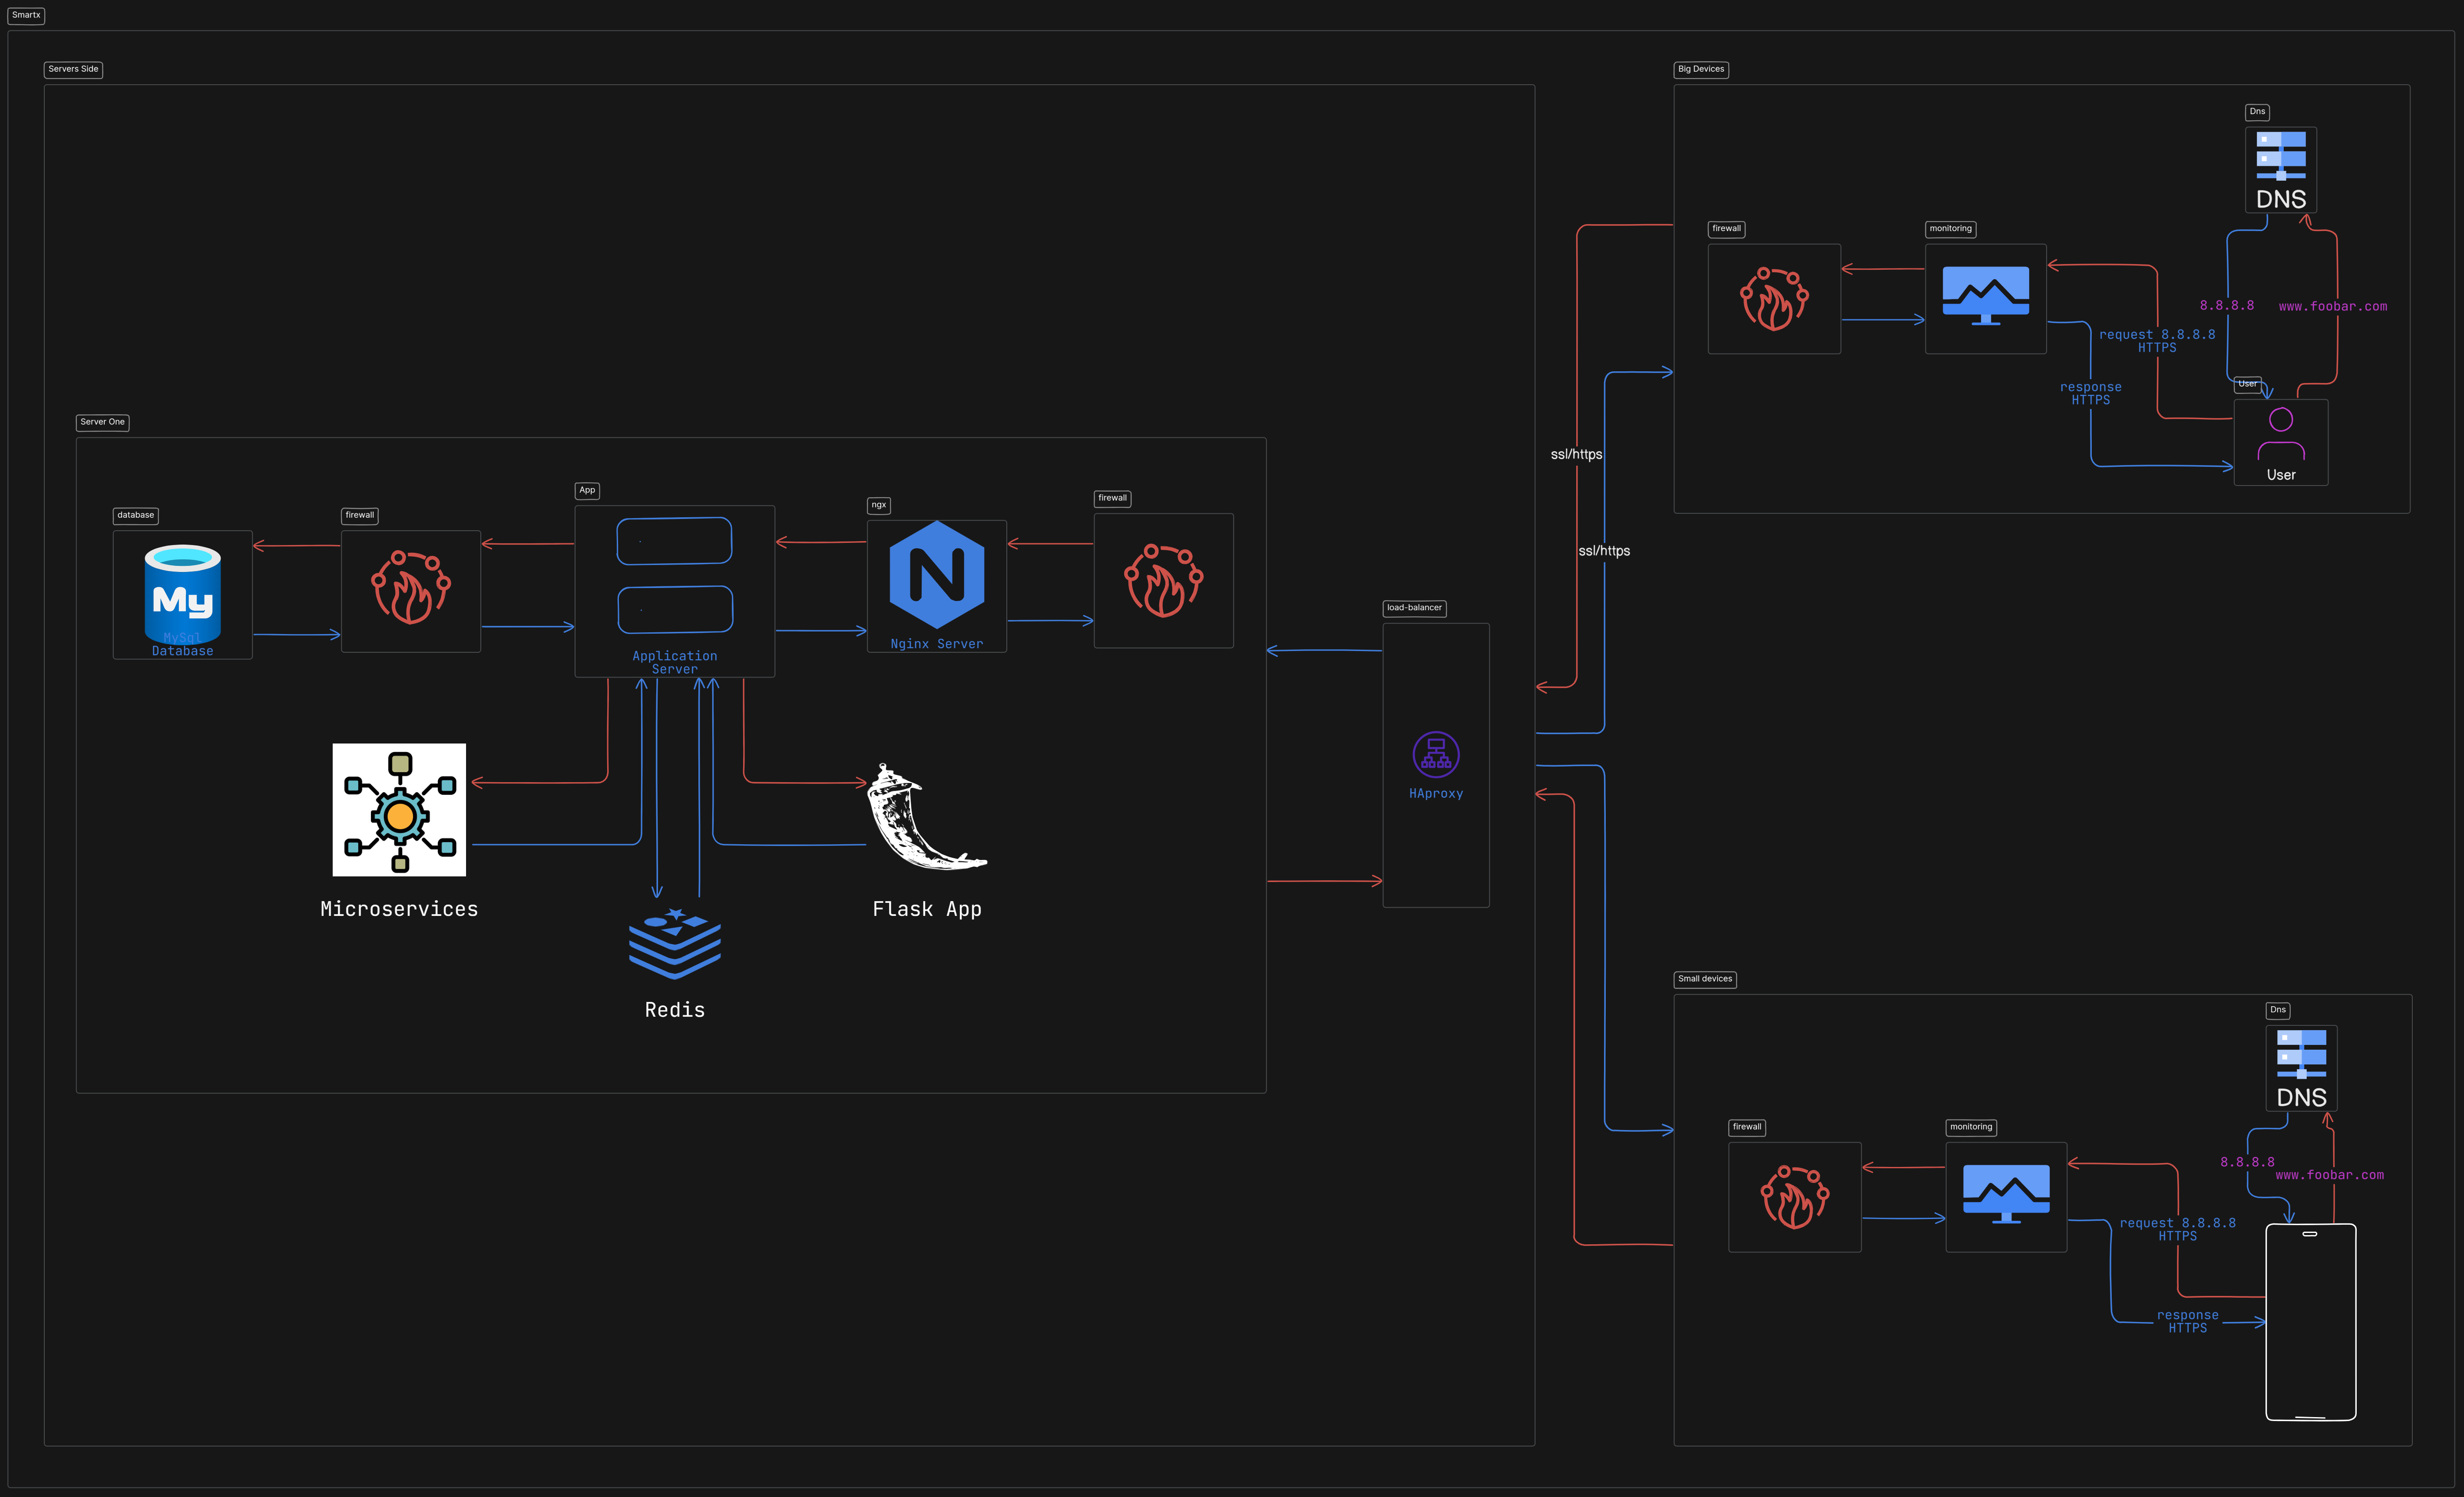 Smartx
Servers Side
Big Devices
Dns
DNS
firewall
monitoring
8.8.8.8
www.foobar.com
request 8.8.8.8
HTTPS
response
HTTPS
User
User
ssl/https
ssl/https
Server One
database
My
MySql
Database
firewall
App
Application
Server
ngx
N
Nginx Server
firewall
load-balancer
HAproxy
Microservices
Flask App
Redis
Small devices
Dns
DNS
firewall
monitoring
8.8.8.8
www.foobar.com
request 8.8.8.8
HTTPS
response
HTTPS